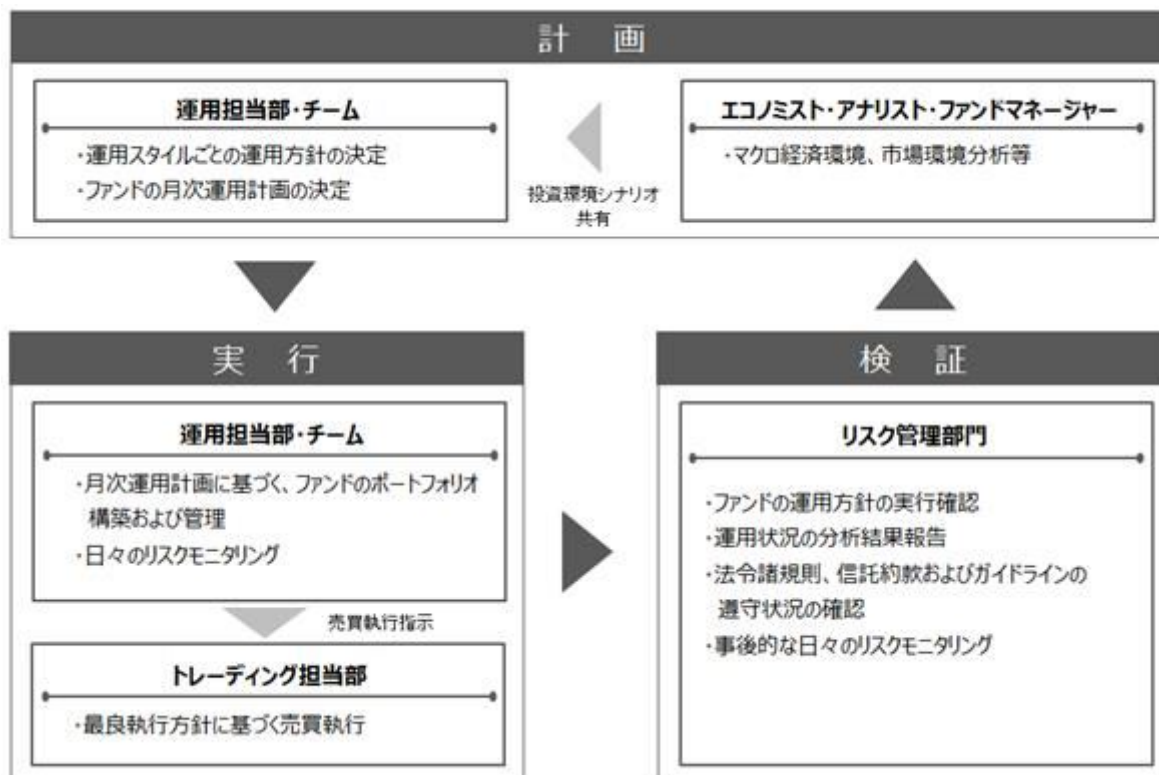 計 画
運用担当部・チーム
・運用スタイルごとの運用方針の決定
・ファンドの月次運用計画の決定
投資環境シナリオ
共有
エコノミスト・アナリスト・ファンドマネージャー
・マクロ経済環境、市場環境分析等
実 行
運用担当部・チーム
・月次運用計画に基づく、ファンドのポートフォリオ
構築および管理
・日々のリスクモニタリング
売買執行指示
トレーディング担当部
・最良執行方針に基づく売買執行
検 証
リスク管理部門
・ファンドの運用方針の実行確認
・運用状況の分析結果報告
・法令諸規則、信託約款およびガイドラインの
遵守状況の確認
・事後的な日々のリスクモニタリング